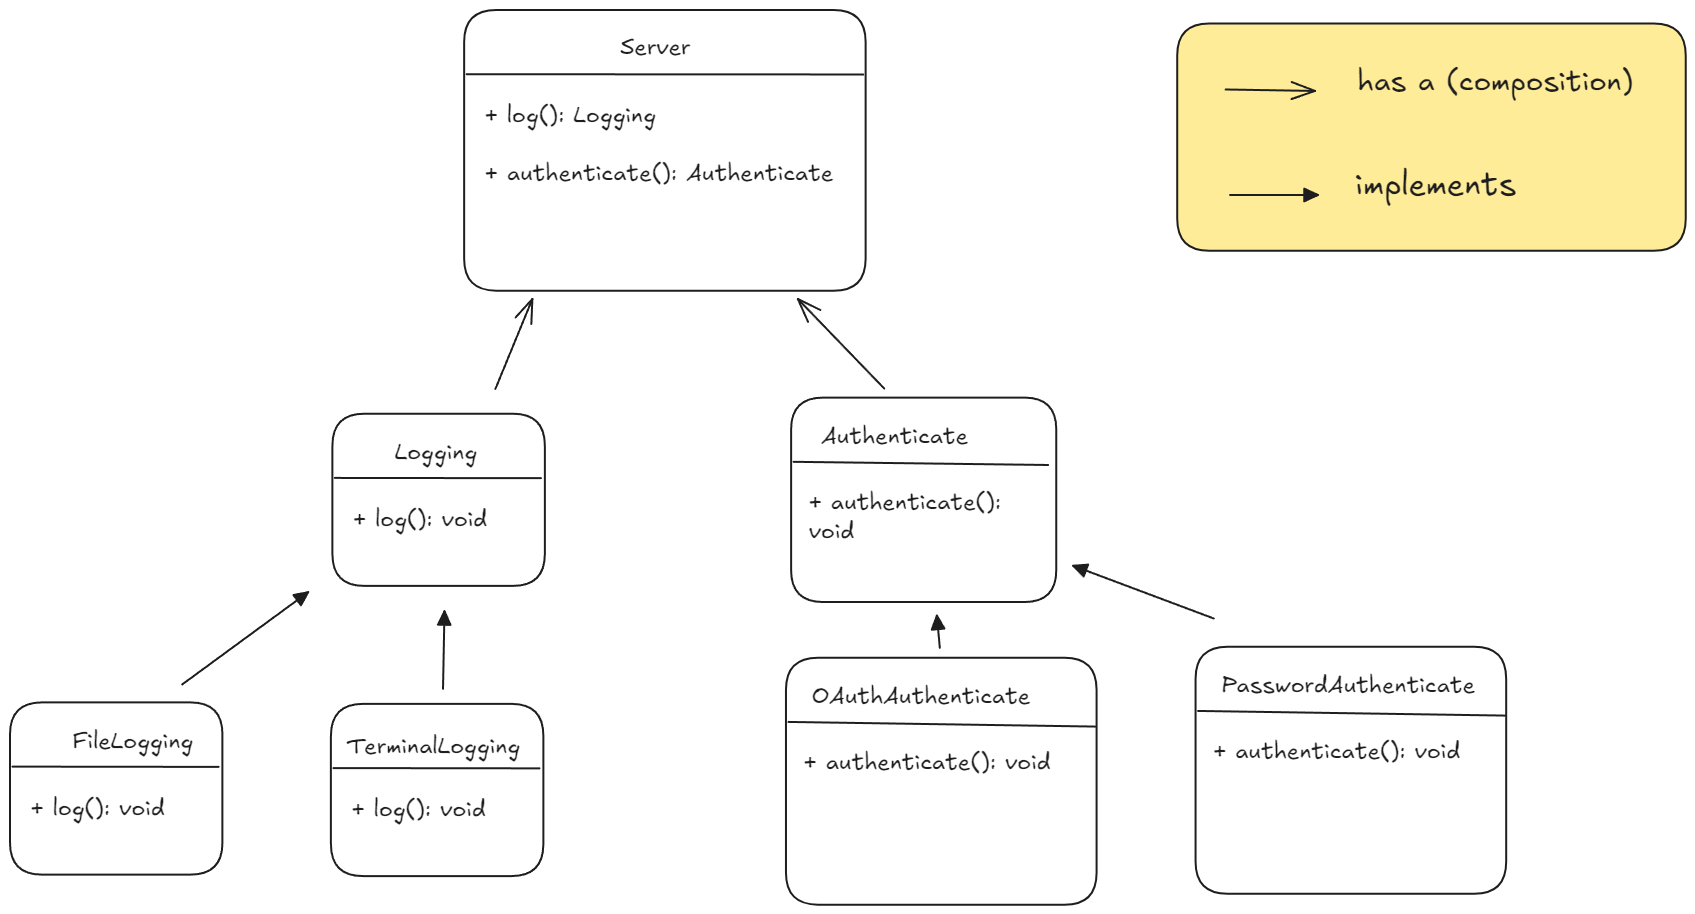 Server
+ log(): Logging
+ authenticate(): Authenticate
has a (composition)
implements
Logging
+ log(): void
Authenticate
+ authenticate():
void
FileLogging
+ log(): void
TerminalLogging
+ log(): void
OAuthAuthenticate
+ authenticate(): void
PasswordAuthenticate
+ authenticate(): void